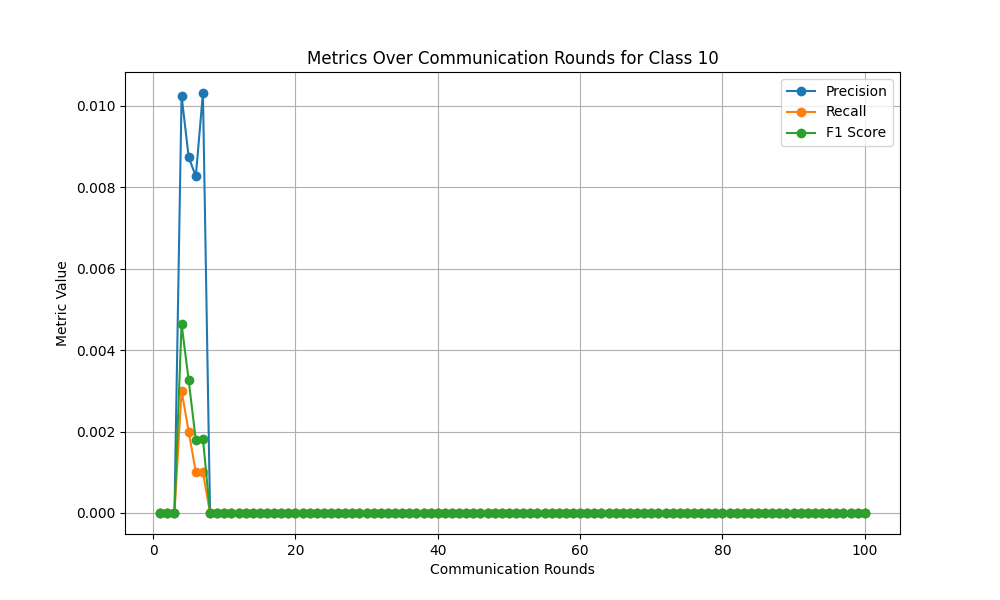 Metrics Over Communication Rounds for Class 10
Precision
Recall
F1 Score
Metric Value
0.010
0.008
0.006
0.004
0.002
0.000
0 20 40 60 80 100
Communication Rounds